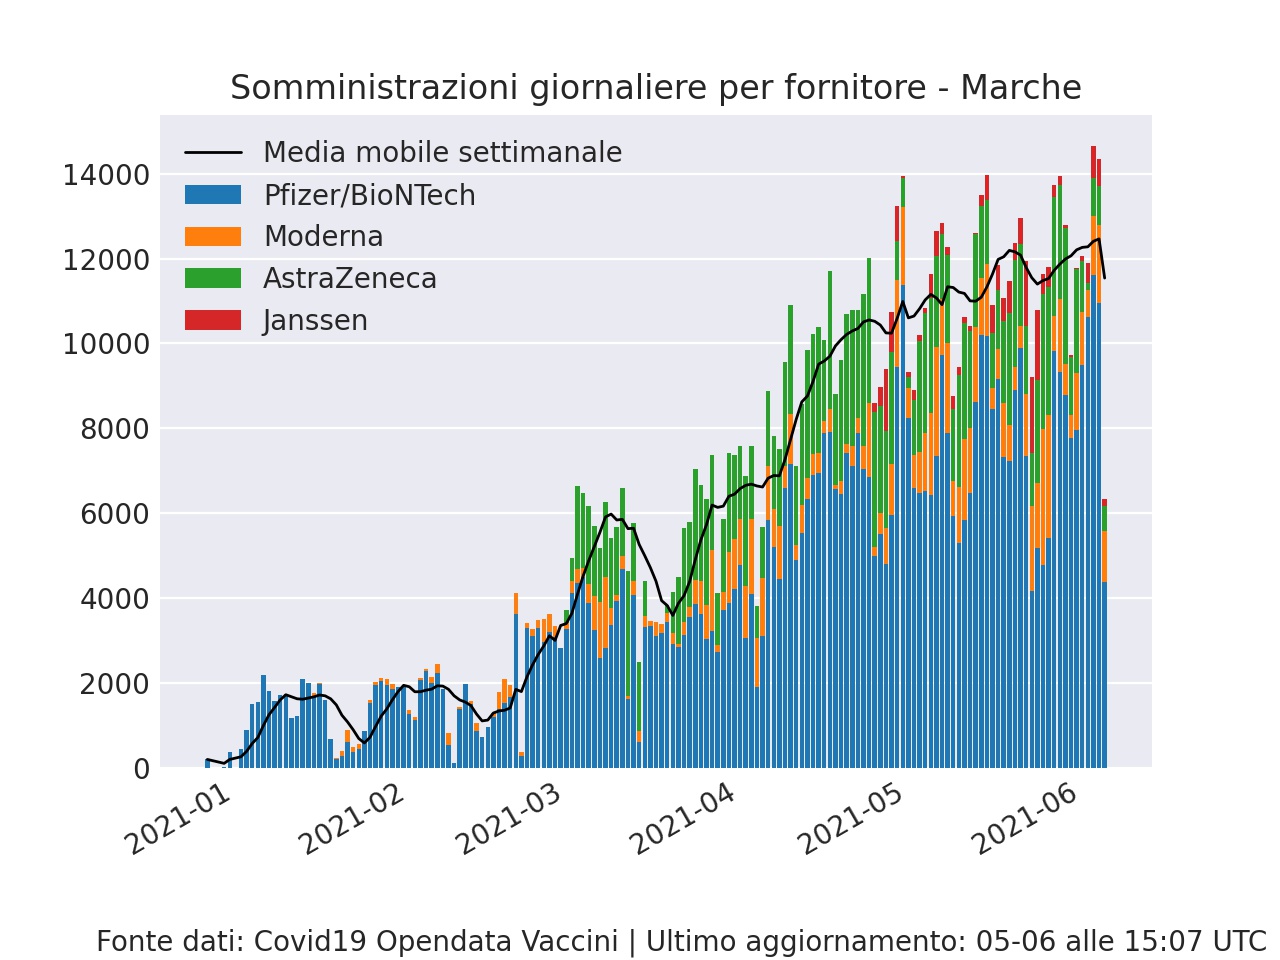 Somministrazioni giornaliere per fornitore - Marche
Media mobile settimanale
Pfizer/BioNTech
Moderna
AstraZeneca
Janssen
14000
12000
10000
8000
6000
4000
2000
0
2021-01
2021-02
2021-03
2021-04
2021-05
2021-06
Fonte dati: Covid19 Opendata Vaccini | Ultimo aggiornamento: 05-06 alle 15:07 UTC